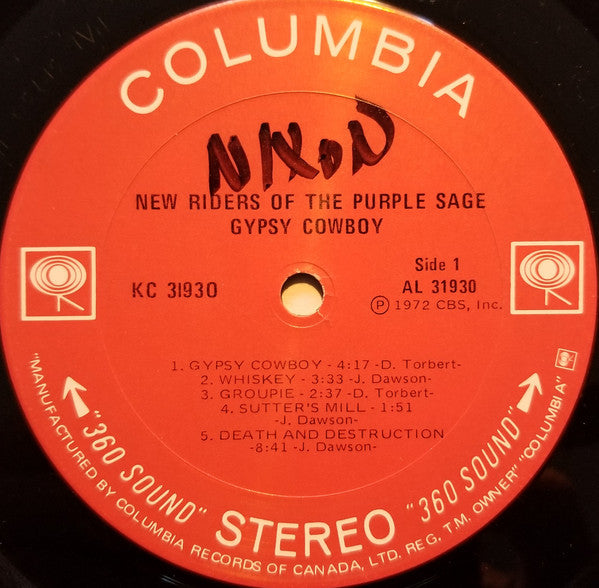 COLUMBIA
NIXON
NEW RIDERS OF THE PURPLE SAGE
GYPSY COWBOY
Side 1
KC 31930
AL 31930
Ⓟ 1972 CBS, Inc.
1. GYPSY COWBOY - 4:17 -D. Torbert-
2. WHISKEY - 3:33 -J. Dawson-
3. GROUPIE - 2:37 -D. Torbert-
4. SUTTER'S MILL - 1:51
-J. Dawson-
5. DEATH AND DESTRUCTION
-8:41 -J. Dawson-
"360 SOUND" STEREO "360 SOUND"
"MANUFACTURED BY COLUMBIA RECORDS OF CANADA, LTD. REG. T.M. OWNER" "COLUMBIA"